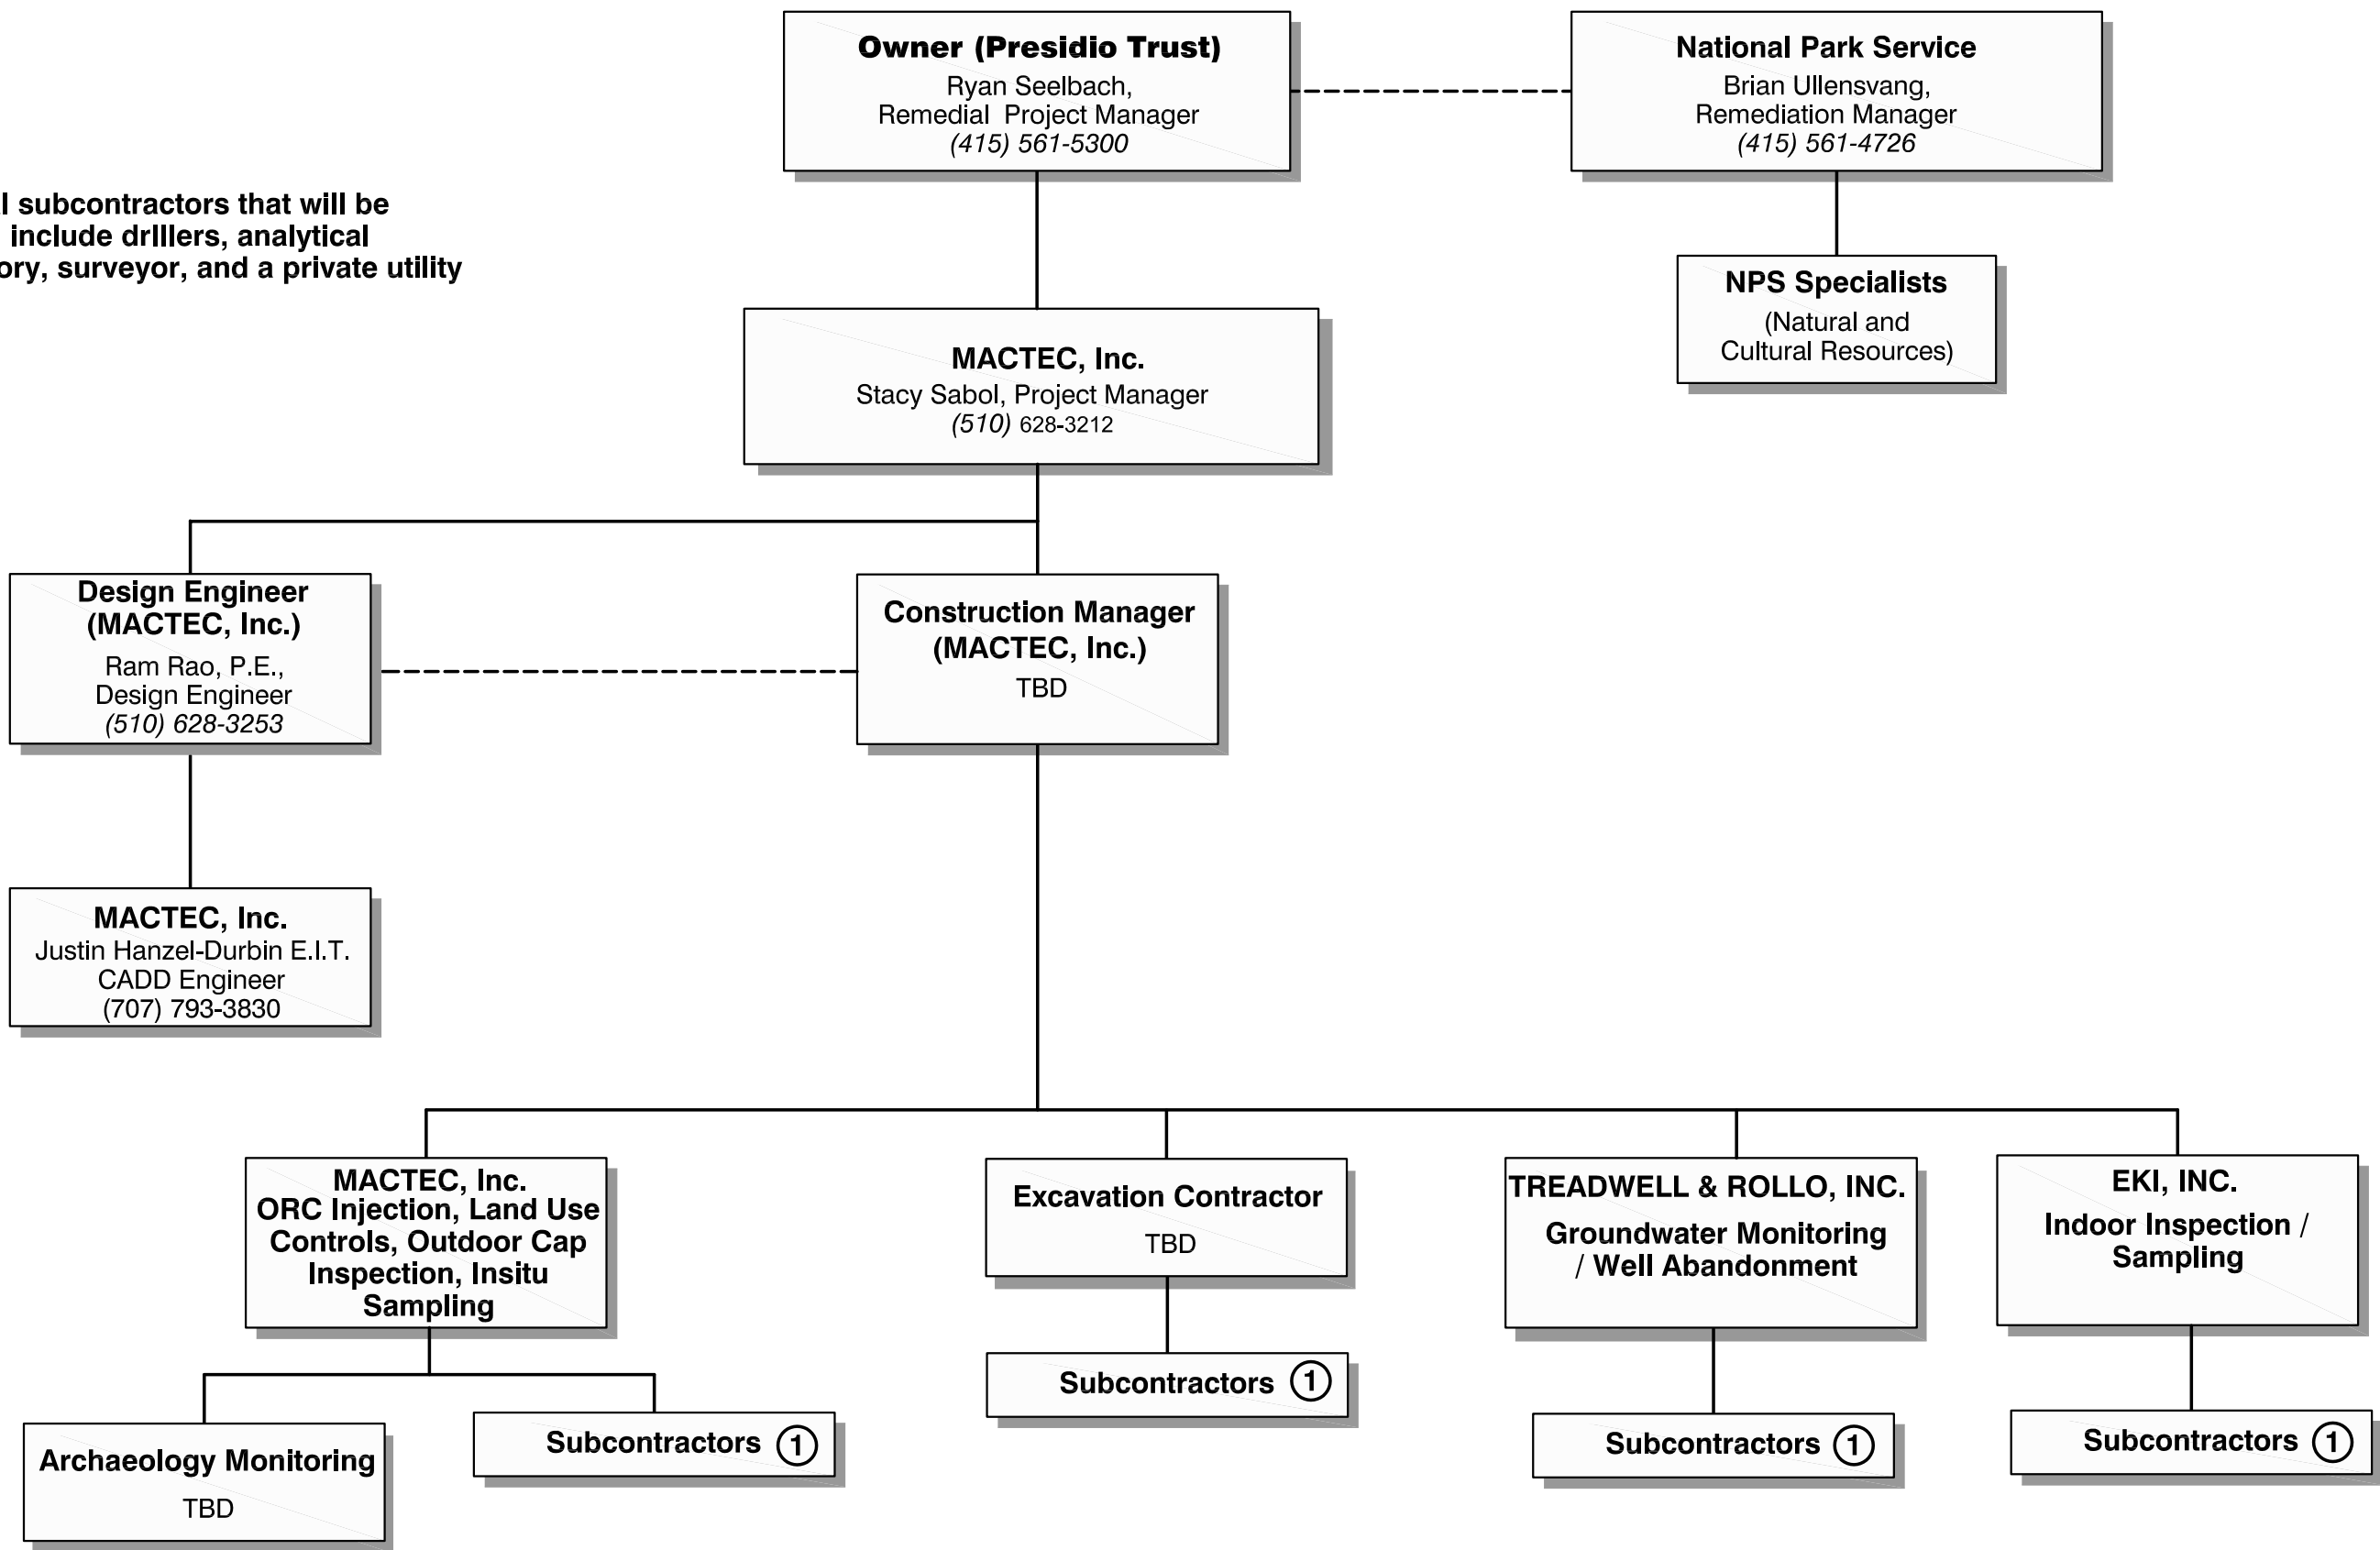 Owner (Presidio Trust)
Ryan Seelbach,
Remedial Project Manager
(415) 561-5300
National Park Service
Brian Ullensvang,
Remediation Manager
(415) 561-4726
subcontractors that will be
include drillers, analytical
surveyor, and a private utility
NPS Specialists
(Natural and
Cultural Resources)
MACTEC, Inc.
Stacy Sabol, Project Manager
(510) 628-3212
Design Engineer
(MACTEC, Inc.)
Ram Rao, P.E.,
Design Engineer
(510) 628-3253
Construction Manager
(MACTEC, Inc.)
TBD
MACTEC, Inc.
Justin Hanzel-Durbin E.I.T.
CADD Engineer
(707) 793-3830
MACTEC, Inc.
ORC Injection, Land Use
Controls, Outdoor Cap
Inspection, Insitu
Sampling
Excavation Contractor
TBD
TREADWELL & ROLLO, INC.
Groundwater Monitoring
/ Well Abandonment
EKI, INC.
Indoor Inspection /
Sampling
Archaeology Monitoring
TBD
Subcontractors 1
Subcontractors 1
Subcontractors 1
Subcontractors 1